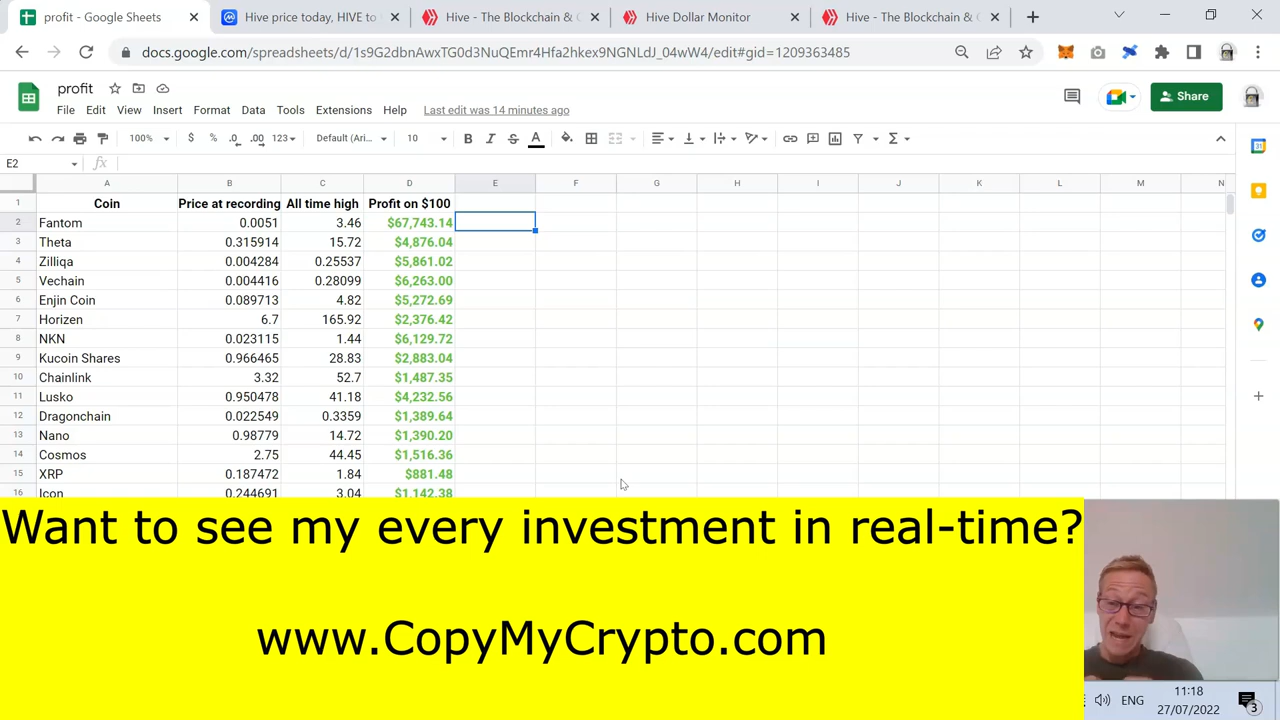 profit - Google Sheets
Hive price today, HIVE to
Hive - The Blockchain & C
Hive Dollar Monitor
Hive - The Blockchain & C
docs.google.com/spreadsheets/d/1s9G2dbnAwxTG0d3NuQEmr4Hfa2hkex9NGNLdJ_04wW4/edit#gid=1209363485
profit
File Edit View Insert Format Data Tools Extensions Help Last edit was 14 minutes ago
Share
100% $ % .0 .00 123 Default (Ari... 10 B I S A
E2 fx
A B C D E F G H I J K L M N
1 Coin Price at recording All time high Profit on $100
2 Fantom 0.0051 3.46 $67,743.14
3 Theta 0.315914 15.72 $4,876.04
4 Zilliqa 0.004284 0.25537 $5,861.02
5 Vechain 0.004416 0.28099 $6,263.00
6 Enjin Coin 0.089713 4.82 $5,272.69
7 Horizen 6.7 165.92 $2,376.42
8 NKN 0.023115 1.44 $6,129.72
9 Kucoin Shares 0.966465 28.83 $2,883.04
10 Chainlink 3.32 52.7 $1,487.35
11 Lusko 0.950478 41.18 $4,232.56
12 Dragonchain 0.022549 0.3359 $1,389.64
13 Nano 0.98779 14.72 $1,390.20
14 Cosmos 2.75 44.45 $1,516.36
15 XRP 0.187472 1.84 $881.48
16 Icon 0.244691 3.04 $1,142.38
Want to see my every investment in real-time?
www.CopyMyCrypto.com
ENG
11:18
27/07/2022
3